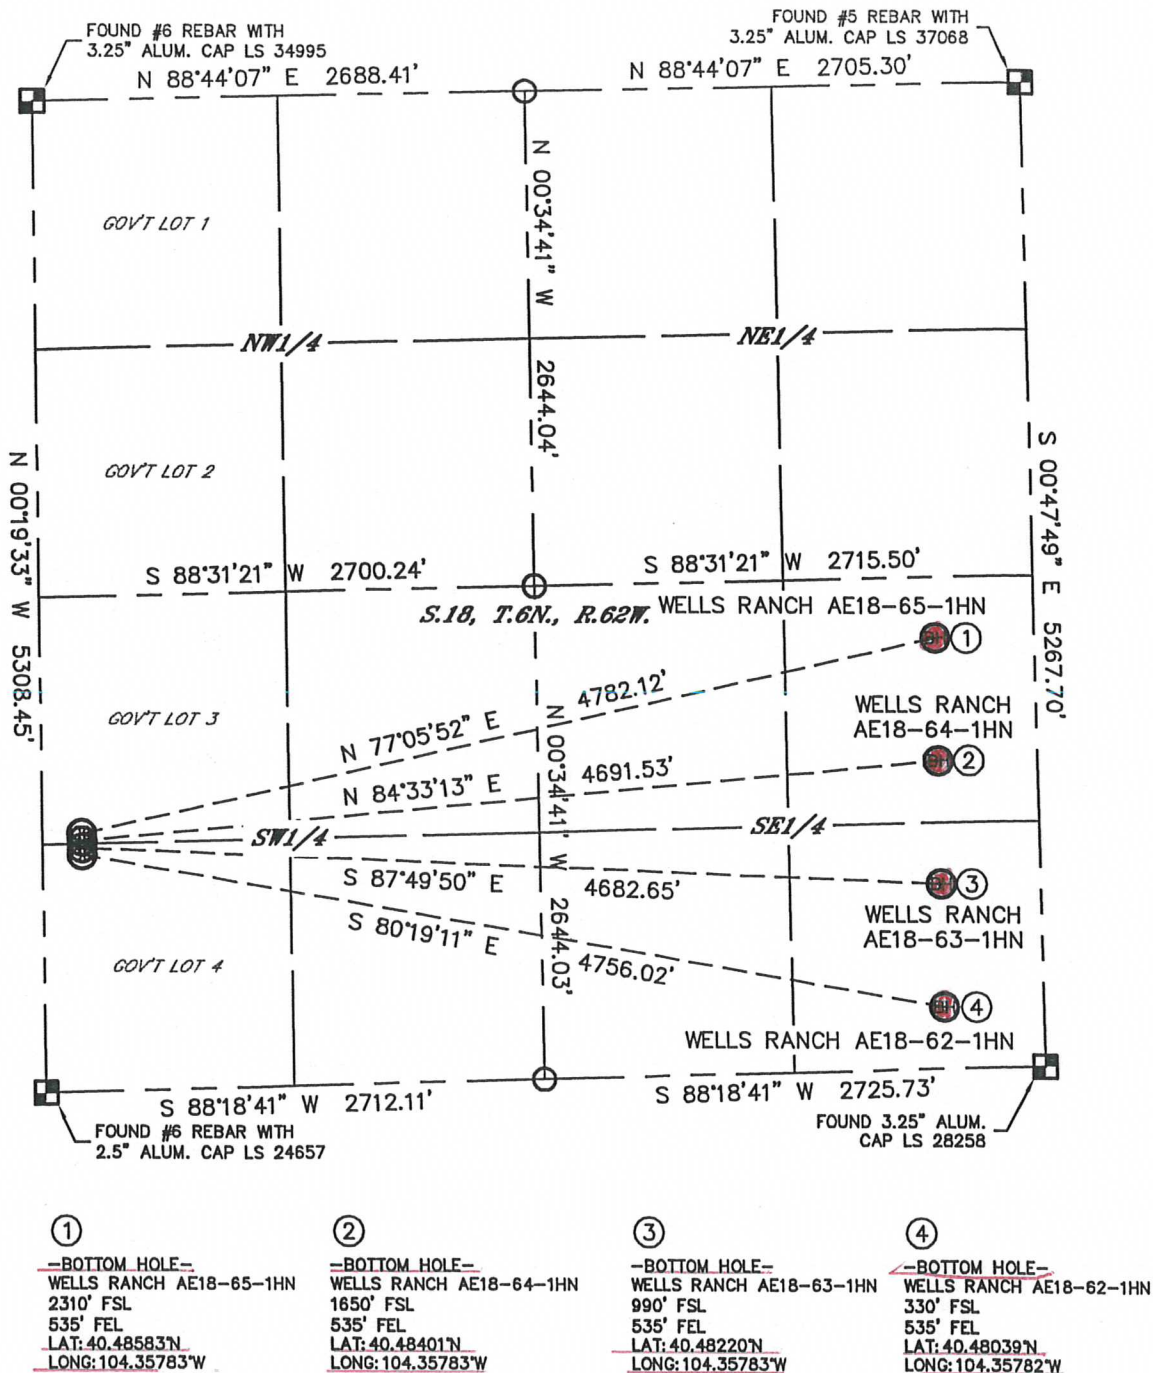 FOUND #6 REBAR WITH
3.25" ALUM. CAP LS 34995
FOUND #5 REBAR WITH
3.25" ALUM. CAP LS 37068
N 88°44'07" E 2688.41'
N 88°44'07" E 2705.30'
N 00°34'41" W 2644.04'
GOV'T LOT 1
NW1/4
NE1/4
GOV'T LOT 2
N 00°19'33" W 5308.45'
S 00°47'49" E 5267.70'
S 88°31'21" W 2700.24'
S 88°31'21" W 2715.50'
S.18, T.6N., R.62W.
WELLS RANCH AE18-65-1HN
1
GOV'T LOT 3
N 77°05'52" E 4782.12'
WELLS RANCH
AE18-64-1HN
2
N 84°33'13" E 4691.53'
N 00°34'41" W 2644.03'
SW1/4
SE1/4
S 87°49'50" E 4682.65'
3
WELLS RANCH
AE18-63-1HN
S 80°19'11" E 4756.02'
GOV'T LOT 4
4
WELLS RANCH AE18-62-1HN
S 88°18'41" W 2712.11'
S 88°18'41" W 2725.73'
FOUND #6 REBAR WITH
2.5" ALUM. CAP LS 24657
FOUND 3.25" ALUM.
CAP LS 28258
1
-BOTTOM HOLE-
WELLS RANCH AE18-65-1HN
2310' FSL
535' FEL
LAT: 40.48583°N
LONG: 104.35783°W
2
-BOTTOM HOLE-
WELLS RANCH AE18-64-1HN
1650' FSL
535' FEL
LAT: 40.48401°N
LONG: 104.35783°W
3
-BOTTOM HOLE-
WELLS RANCH AE18-63-1HN
990' FSL
535' FEL
LAT: 40.48220°N
LONG: 104.35783°W
4
-BOTTOM HOLE-
WELLS RANCH AE18-62-1HN
330' FSL
535' FEL
LAT: 40.48039°N
LONG: 104.35782°W